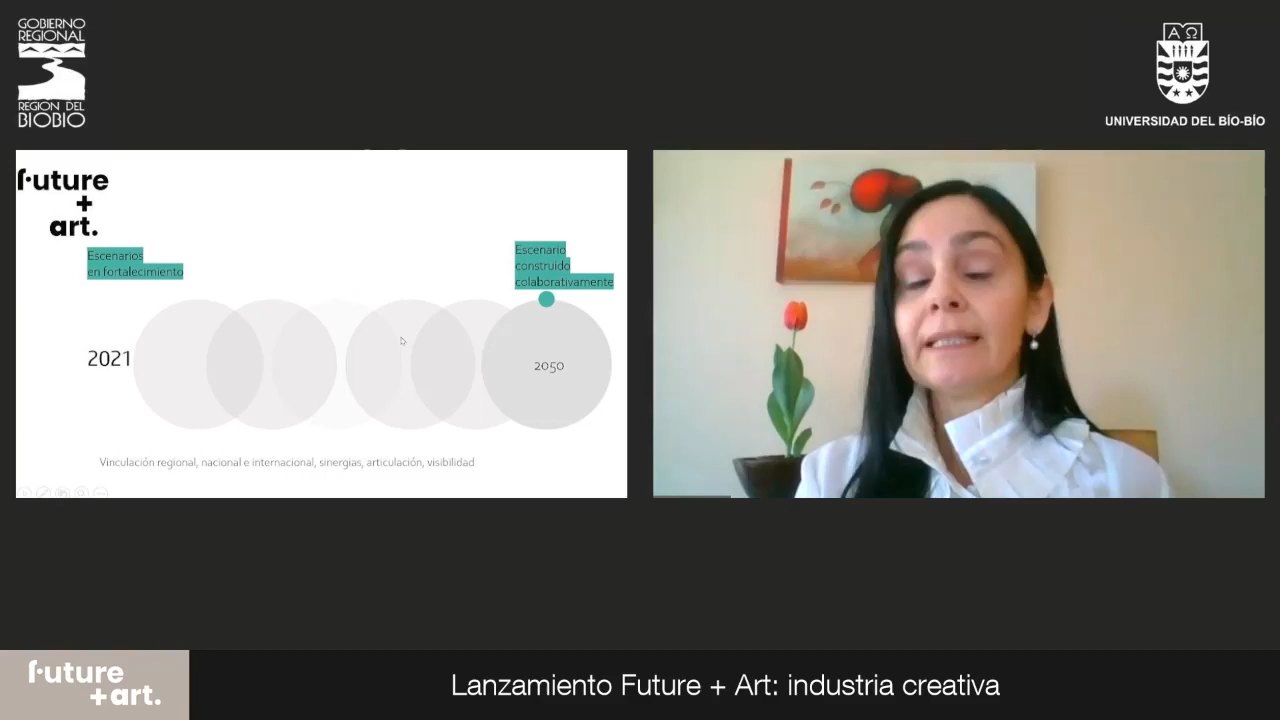 GOBIERNO
REGIONAL
REGIÓN DEL
BIOBIO
ΑΩ
UNIVERSIDAD DEL BÍO-BÍO
future
+
art.
Escenarios
en fortalecimiento
Escenario
construido
colaborativamente
2021
2050
Vinculación regional, nacional e internacional, sinergias, articulación, visibilidad
future
+art.
Lanzamiento Future + Art: industria creativa